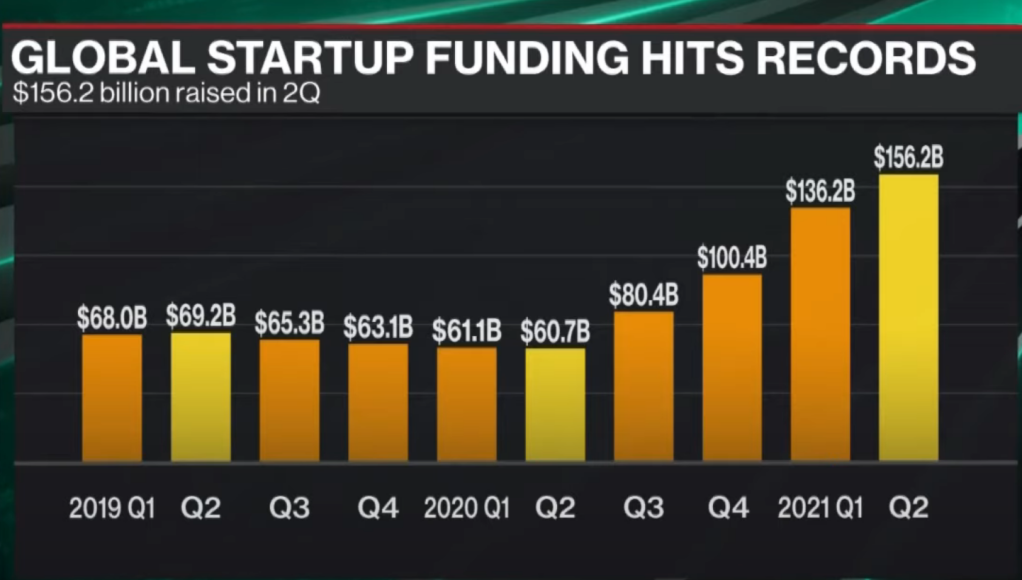 GLOBAL STARTUP FUNDING HITS RECORDS
$156.2 billion raised in 2Q
$68.0B
$69.2B
$65.3B
$63.1B
$61.1B
$60.7B
$80.4B
$100.4B
$136.2B
$156.2B
2019 Q1 Q2 Q3 Q4 2020 Q1 Q2 Q3 Q4 2021 Q1 Q2